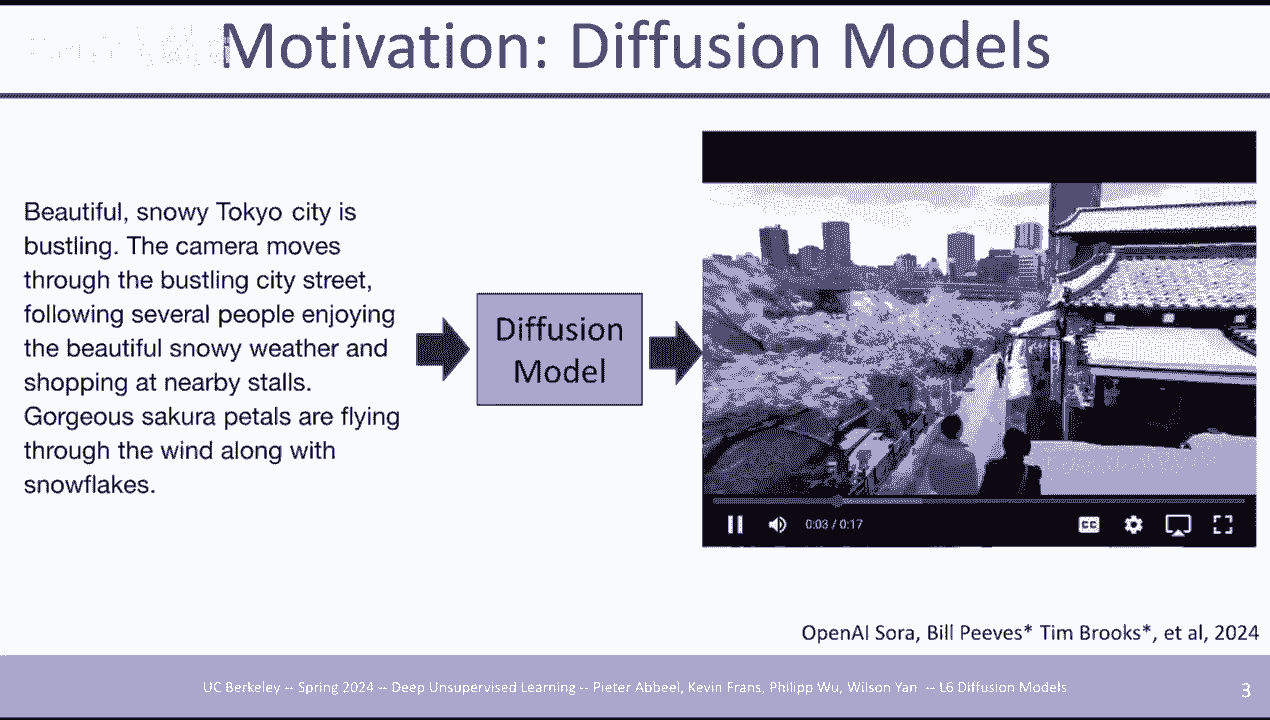 Motivation: Diffusion Models
Beautiful, snowy Tokyo city is
bustling. The camera moves
through the bustling city street,
following several people enjoying
the beautiful snowy weather and
shopping at nearby stalls.
Gorgeous sakura petals are flying
through the wind along with
snowflakes.
Diffusion
Model
0:03 / 0:17
CC
OpenAI Sora, Bill Peeves* Tim Brooks*, et al, 2024
UC Berkeley -- Spring 2024 -- Deep Unsupervised Learning -- Pieter Abbeel, Kevin Frans, Philipp Wu, Wilson Yan -- L6 Diffusion Models
3